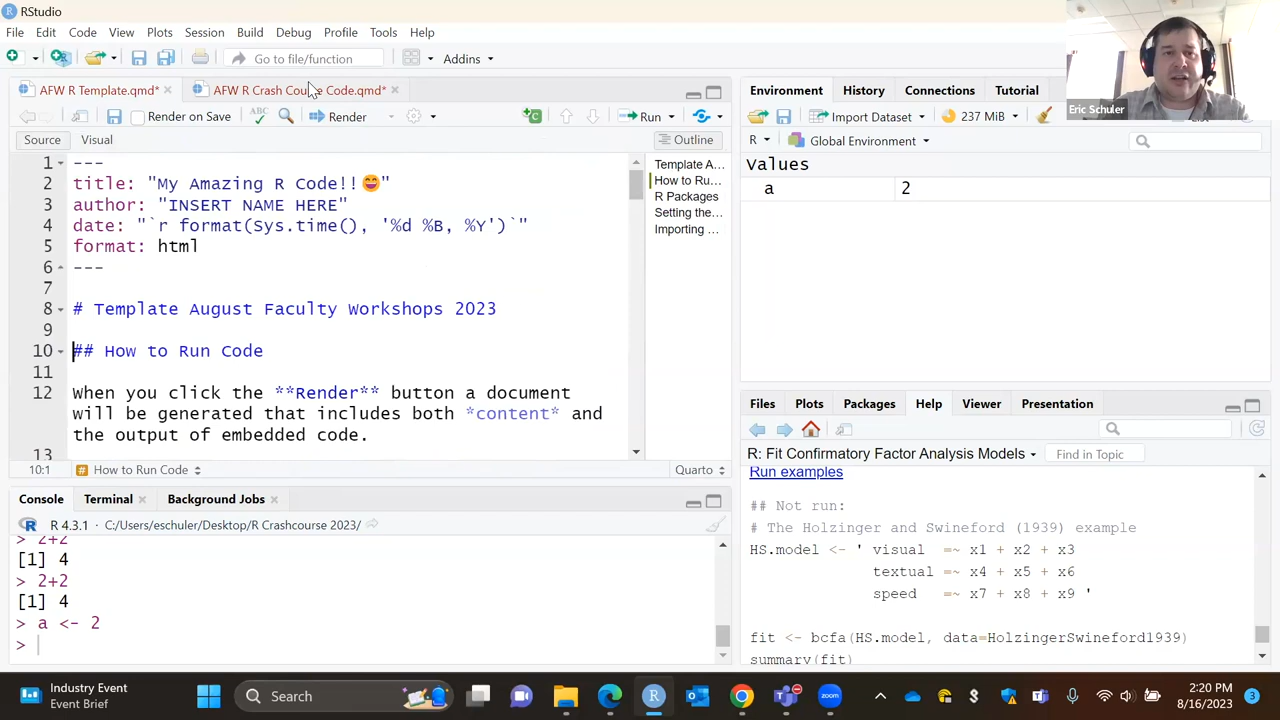 RStudio
File Edit Code View Plots Session Build Debug Profile Tools Help
Go to file/function Addins
Eric Schuler
AFW R Template.qmd* AFW R Crash Course Code.qmd*
Render on Save Render Run
Source Visual Outline
1 ---
2 title: "My Amazing R Code!!😄"
3 author: "INSERT NAME HERE"
4 date: "`r format(Sys.time(), '%d %B, %Y')`"
5 format: html
6 ---
7
8 # Template August Faculty Workshops 2023
9
10 ## How to Run Code
11
12 When you click the **Render** button a document
will be generated that includes both *content* and
the output of embedded code.
13
Template A...
How to Ru...
R Packages
Setting the...
Importing ...
10:1 # How to Run Code Quarto
Console Terminal Background Jobs
R 4.3.1 · C:/Users/eschuler/Desktop/R Crashcourse 2023/
> 2+2
[1] 4
> 2+2
[1] 4
> a <- 2
>
Environment History Connections Tutorial
Import Dataset 237 MiB
R Global Environment
Values
a 2
Files Plots Packages Help Viewer Presentation
R: Fit Confirmatory Factor Analysis Models Find in Topic
Run examples
## Not run:
# The Holzinger and Swineford (1939) example
HS.model <- ' visual =~ x1 + x2 + x3
textual =~ x4 + x5 + x6
speed =~ x7 + x8 + x9 '
fit <- bcfa(HS.model, data=HolzingerSwineford1939)
summary(fit)
Industry Event
Event Brief
Search
zoom
2:20 PM
8/16/2023
3